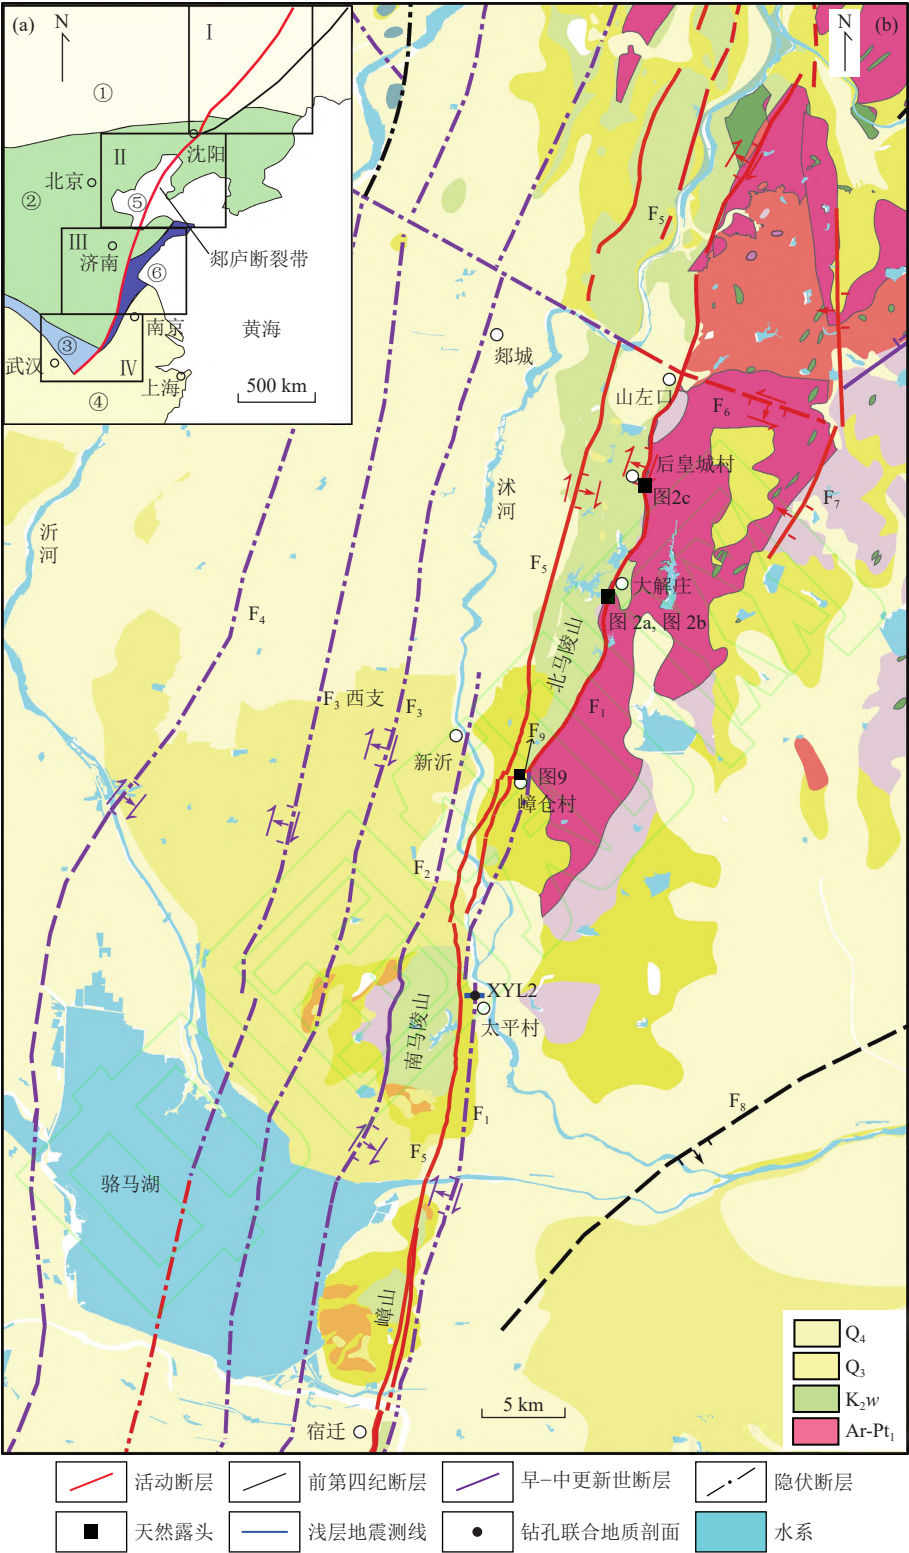 (a)
N
I
①
II
沈阳
北京
②
⑤
III
济南
⑥
郯庐断裂带
南京
黄海
武汉
③
IV
上海
④
500 km
(b)
N
F5
郯城
山左口
F6
后皇城村
图2c
沭
河
F7
沂
河
F5
大解庄
图 2a, 图 2b
F4
北马陵山
F3 西支
F3
F1
F9
新沂
图9
嶂仓村
F2
XYL2
太平村
南马陵山
F8
F1
F5
骆马湖
嶂山
宿迁
5 km
Q4
Q3
K2w
Ar-Pt1
活动断层
前第四纪断层
早–中更新世断层
隐伏断层
天然露头
浅层地震测线
钻孔联合地质剖面
水系